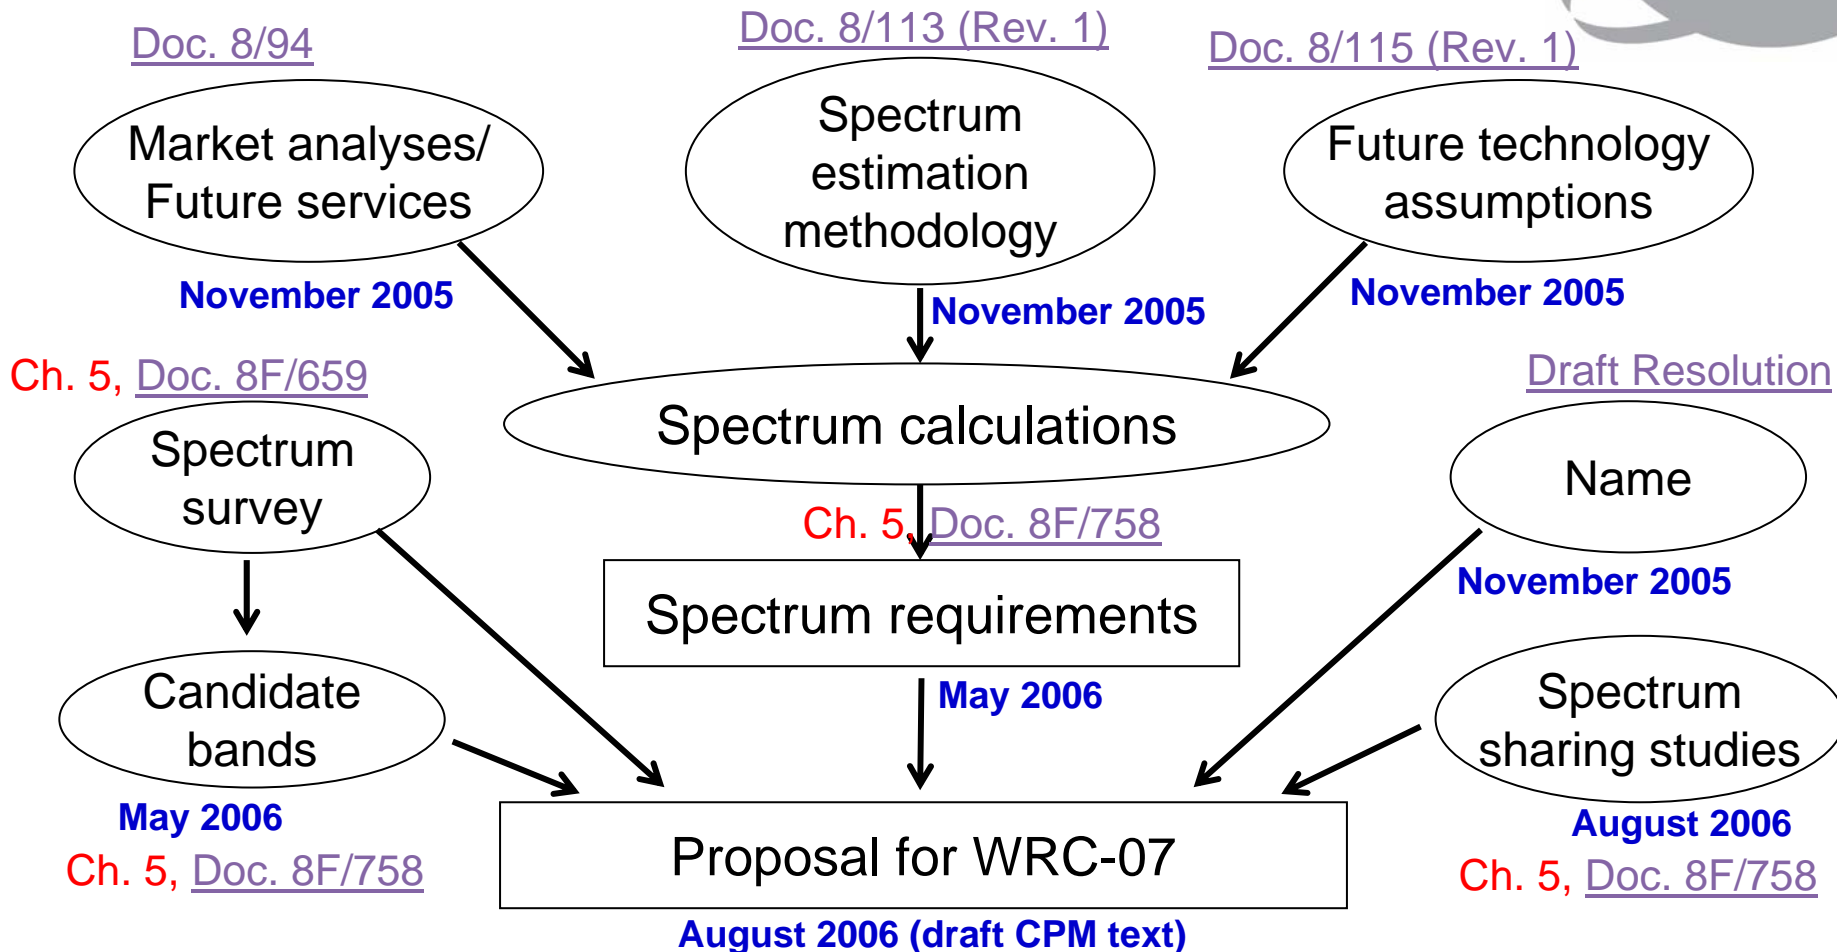 Doc. 8/94
Doc. 8/113 (Rev. 1)
Doc. 8/115 (Rev. 1)
Market analyses/
Future services
Spectrum
estimation
methodology
Future technology
assumptions
November 2005
November 2005
November 2005
Ch. 5, Doc. 8F/659
Draft Resolution
Spectrum
survey
Spectrum calculations
Name
Ch. 5, Doc. 8F/758
November 2005
Spectrum requirements
May 2006
Candidate
bands
Spectrum
sharing studies
May 2006
August 2006
Ch. 5, Doc. 8F/758
Proposal for WRC-07
Ch. 5, Doc. 8F/758
August 2006 (draft CPM text)